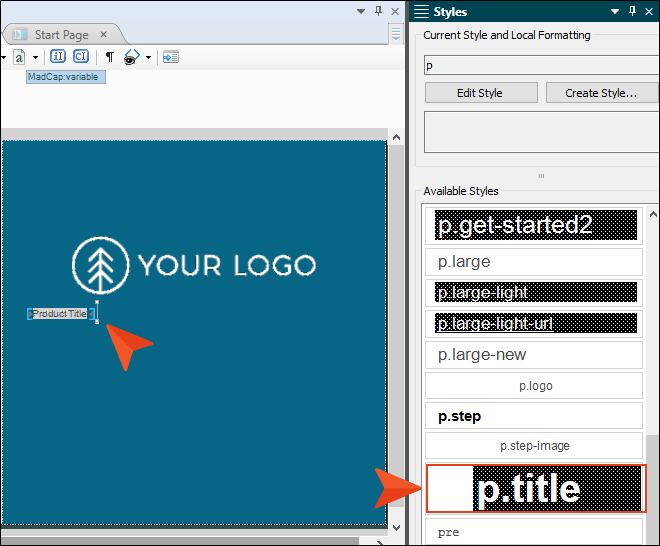 Start Page
a
MadCap:variable
YOUR LOGO
Product Title
Styles
Current Style and Local Formatting
p
Edit Style
Create Style...
Available Styles
p.get-started2
p.large
p.large-light
p.large-light-url
p.large-new
p.logo
p.step
p.step-image
p.title
pre